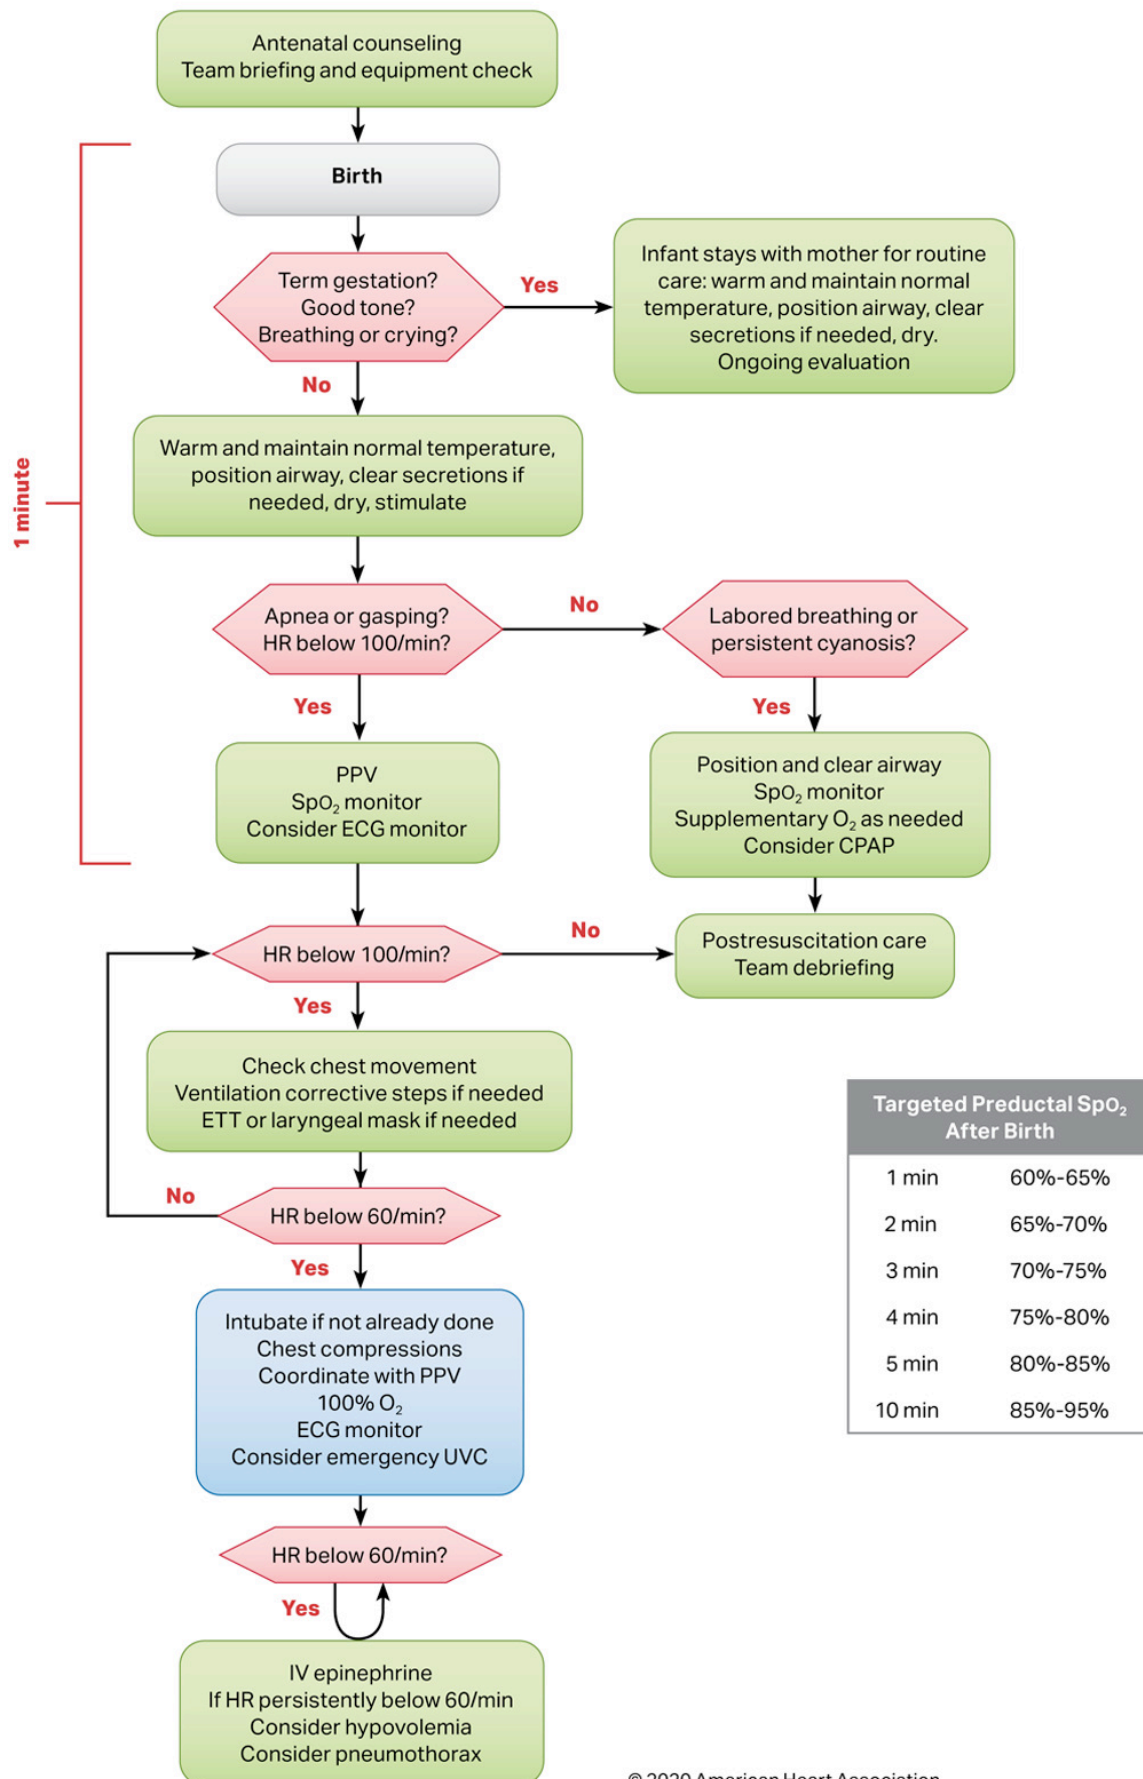 Antenatal counseling
Team briefing and equipment check
Birth
Term gestation?
Good tone?
Breathing or crying?
Yes
Infant stays with mother for routine
care: warm and maintain normal
temperature, position airway, clear
secretions if needed, dry.
Ongoing evaluation
No
Warm and maintain normal temperature,
position airway, clear secretions if
needed, dry, stimulate
1 minute
Apnea or gasping?
HR below 100/min?
No
Labored breathing or
persistent cyanosis?
Yes
Yes
PPV
SpO₂ monitor
Consider ECG monitor
Position and clear airway
SpO₂ monitor
Supplementary O₂ as needed
Consider CPAP
HR below 100/min?
No
Postresuscitation care
Team debriefing
Yes
Check chest movement
Ventilation corrective steps if needed
ETT or laryngeal mask if needed
No
HR below 60/min?
Yes
Intubate if not already done
Chest compressions
Coordinate with PPV
100% O₂
ECG monitor
Consider emergency UVC
HR below 60/min?
Yes
IV epinephrine
If HR persistently below 60/min
Consider hypovolemia
Consider pneumothorax
Targeted Preductal SpO₂
After Birth
1 min 60%-65%
2 min 65%-70%
3 min 70%-75%
4 min 75%-80%
5 min 80%-85%
10 min 85%-95%
© 2020 American Heart Association